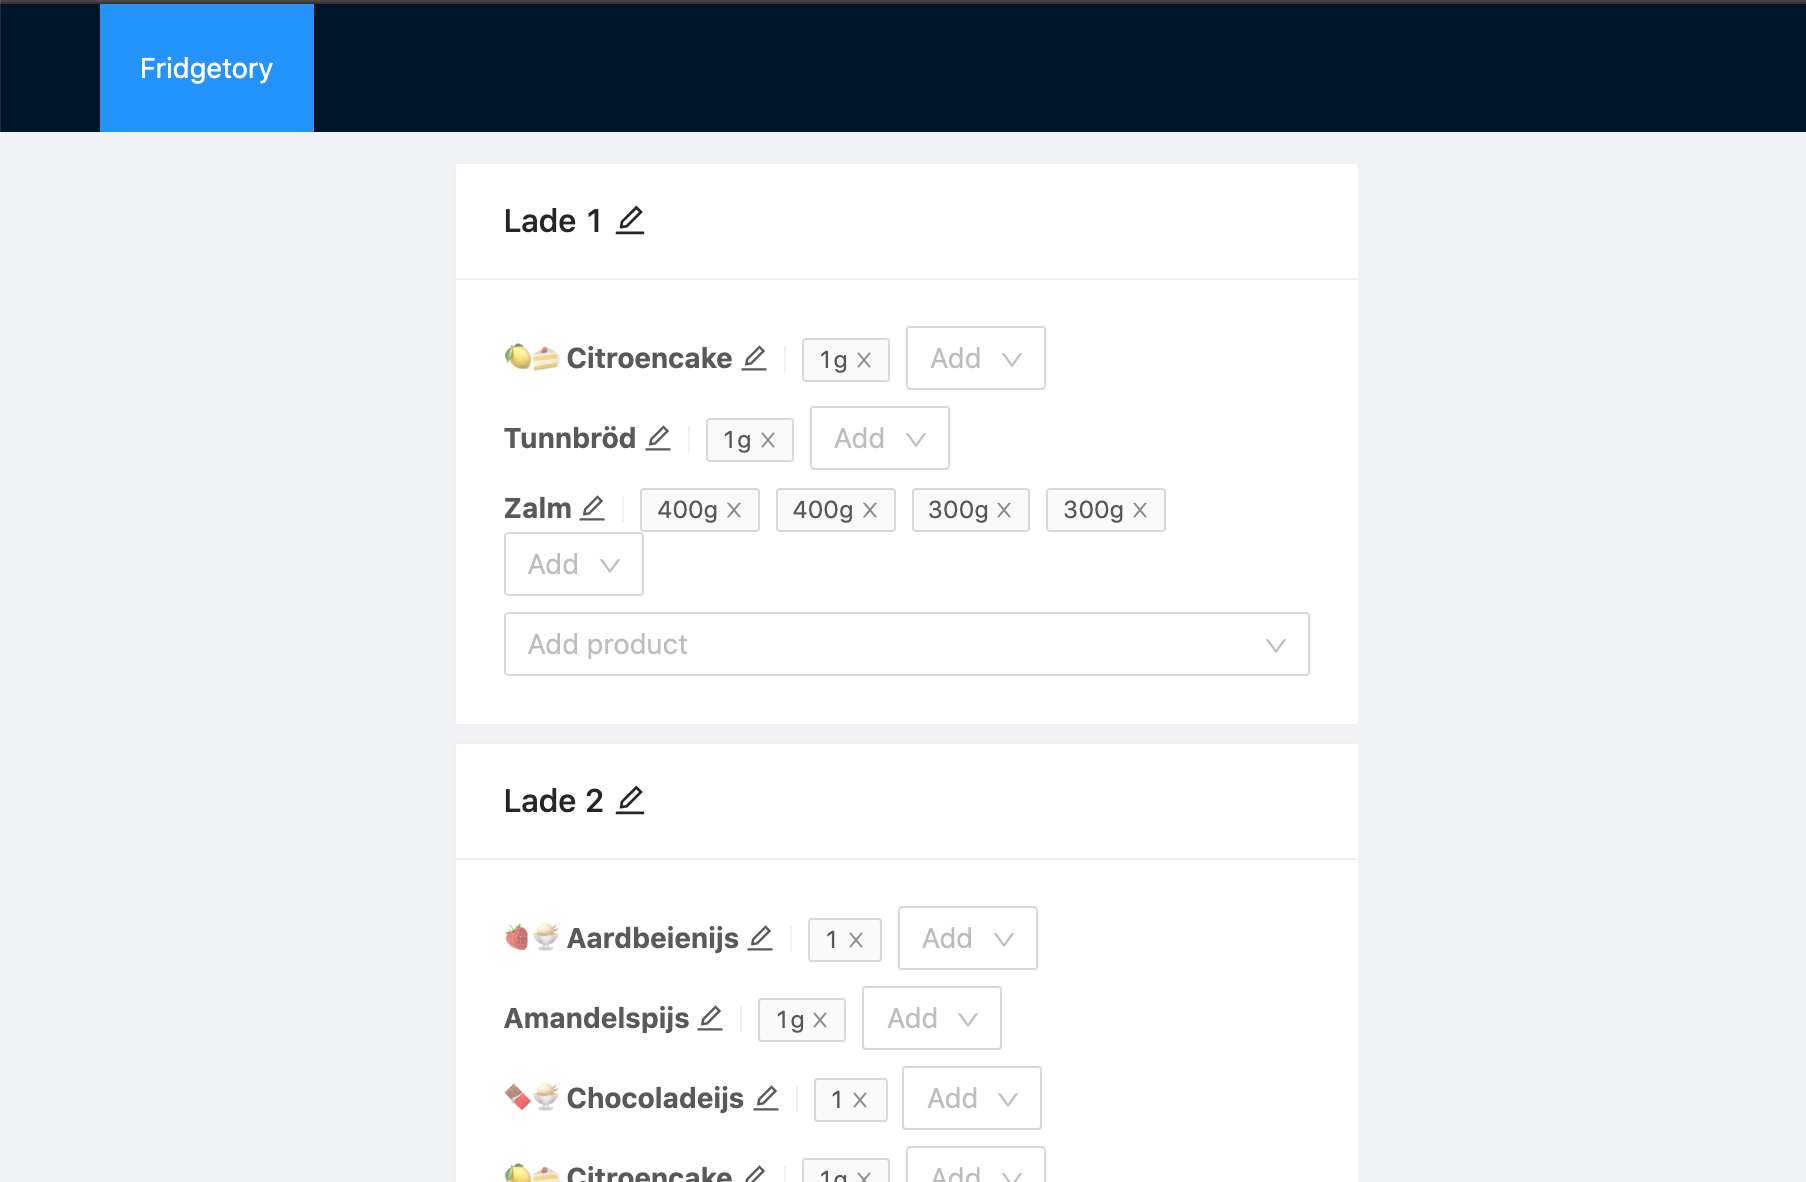 Fridgetory
Lade 1
🍋🍰 Citroencake 1g Add
Tunnbröd 1g Add
Zalm 400g 400g 300g 300g
Add
Add product
Lade 2
🍓🍨 Aardbeienijs 1 Add
Amandelspijs 1g Add
🍫🍨 Chocoladeijs 1 Add
🍋🍰 Citroencake 1g Add